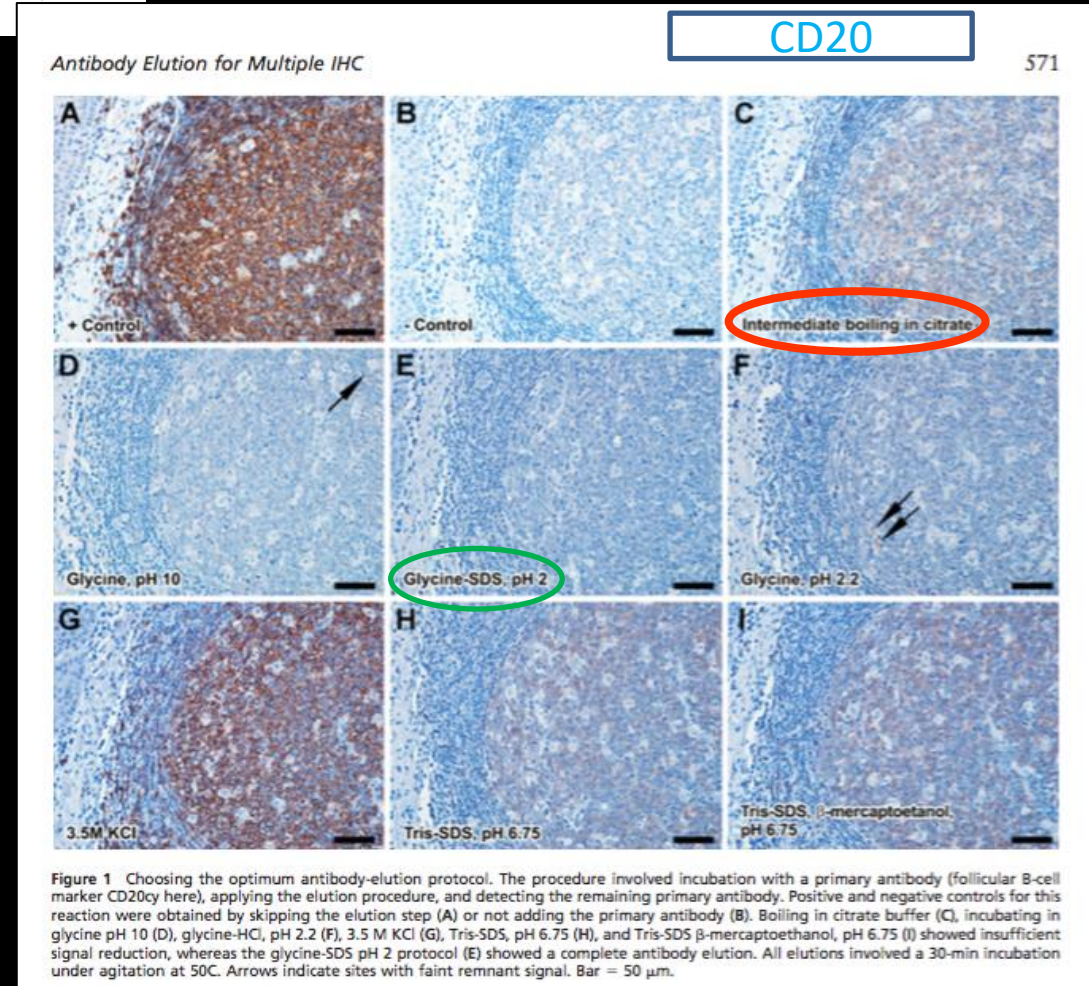 CD20
Antibody Elution for Multiple IHC 571
A
+ Control
B
- Control
C
Intermediate boiling in citrate
D
Glycine, pH 10
E
Glycine-SDS, pH 2
F
Glycine, pH 2.2
G
3.5M KCl
H
Tris-SDS, pH 6.75
I
Tris-SDS, β-mercaptoetanol,
pH 6.75
Figure 1 Choosing the optimum antibody-elution protocol. The procedure involved incubation with a primary antibody (follicular B-cell
marker CD20cy here), applying the elution procedure, and detecting the remaining primary antibody. Positive and negative controls for this
reaction were obtained by skipping the elution step (A) or not adding the primary antibody (B). Boiling in citrate buffer (C), incubating in
glycine pH 10 (D), glycine-HCl, pH 2.2 (F), 3.5 M KCl (G), Tris-SDS, pH 6.75 (H), and Tris-SDS β-mercaptoethanol, pH 6.75 (I) showed insufficient
signal reduction, whereas the glycine-SDS pH 2 protocol (E) showed a complete antibody elution. All elutions involved a 30-min incubation
under agitation at 50C. Arrows indicate sites with faint remnant signal. Bar = 50 μm.